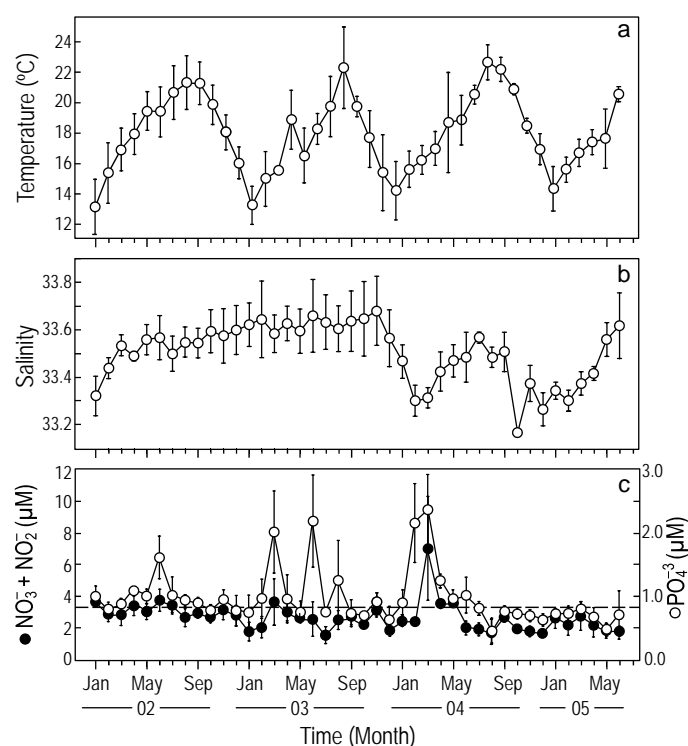 a
Temperature (ºC)
24
22
20
18
16
14
12
b
Salinity
33.8
33.6
33.4
33.2
c
● NO₃⁻ + NO₂⁻ (µM)
12
10
8
6
4
2
0
3.0
2.0
1.0
0.0
○ PO₄⁻³ (µM)
Jan May Sep Jan May Sep Jan May Sep Jan May
02 03 04 05
Time (Month)